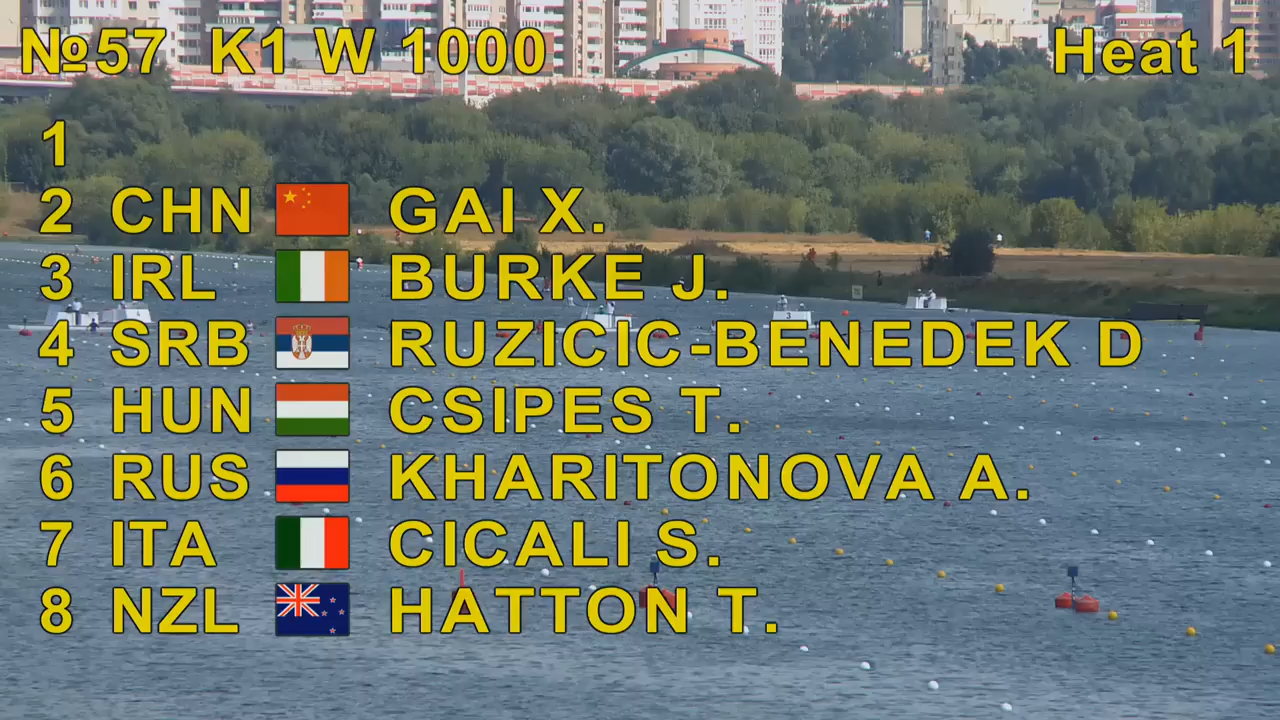 №57 K1 W 1000 Heat 1
1
2 CHN GAI X.
3 IRL BURKE J.
4 SRB RUZICIC-BENEDEK D
5 HUN CSIPES T.
6 RUS KHARITONOVA A.
7 ITA CICALI S.
8 NZL HATTON T.
3